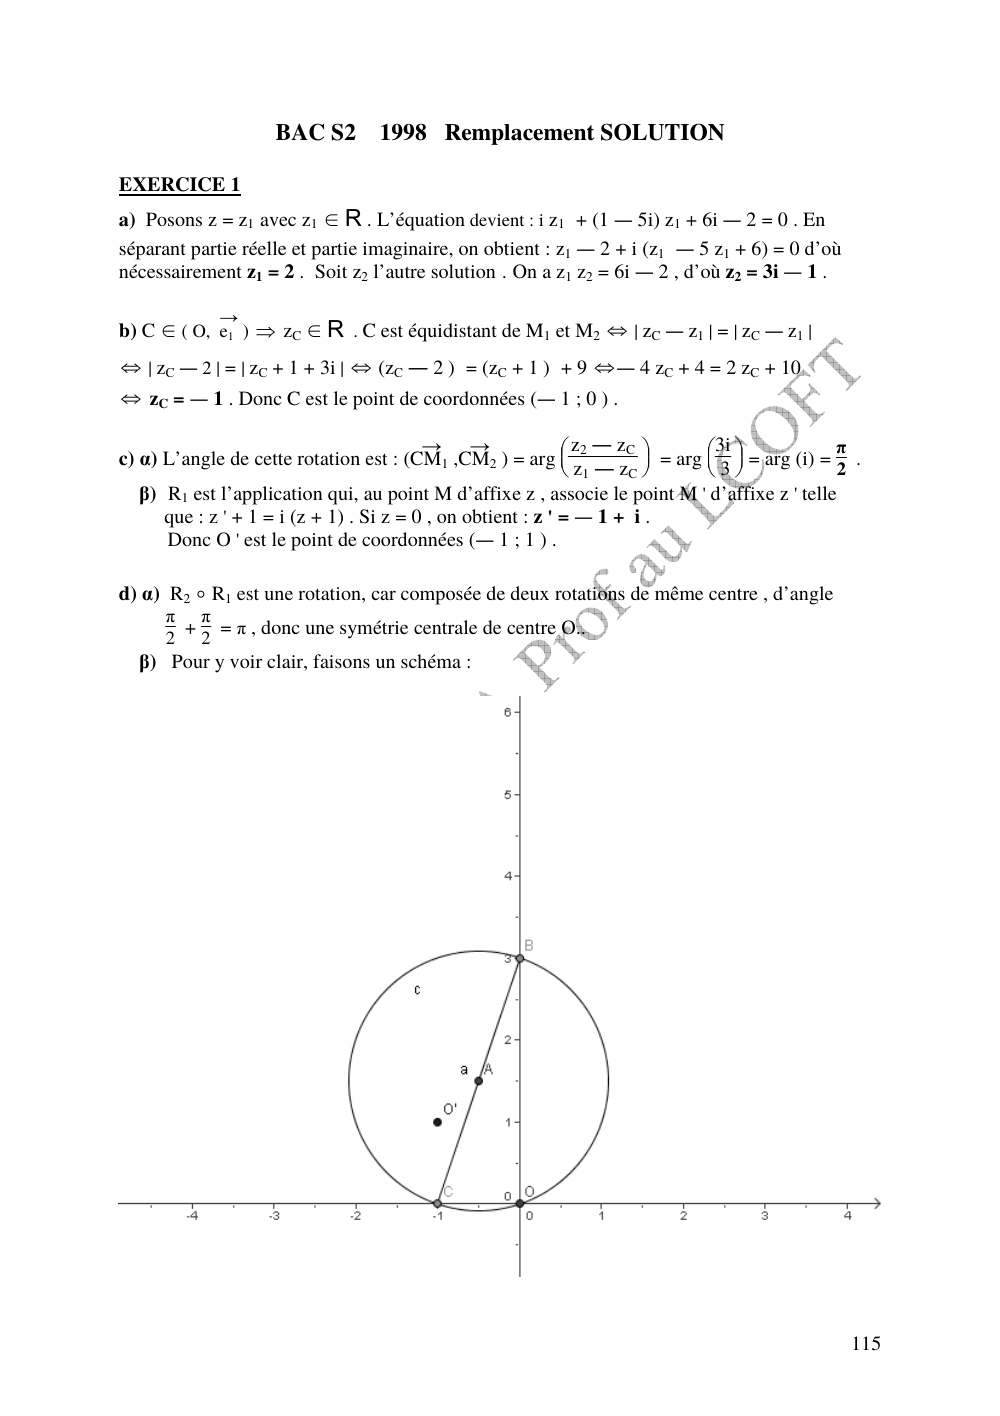 BAC S2 1998 Remplacement SOLUTION
EXERCICE 1
a) Posons z = z₁ avec z₁ ∈ R . L'équation devient : i z₁ + (1 — 5i) z₁ + 6i — 2 = 0 . En
séparant partie réelle et partie imaginaire, on obtient : z₁ — 2 + i (z₁ — 5 z₁ + 6) = 0 d'où
nécessairement z₁ = 2 . Soit z₂ l'autre solution . On a z₁ z₂ = 6i — 2 , d'où z₂ = 3i — 1 .
b) C ∈ ( O, e₁→ ) ⇒ z_C ∈ R . C est équidistant de M₁ et M₂ ⇔ | z_C — z₁ | = | z_C — z₁ |
⇔ | z_C — 2 | = | z_C + 1 + 3i | ⇔ (z_C — 2 ) = (z_C + 1 ) + 9 ⇔— 4 z_C + 4 = 2 z_C + 10
⇔ z_C = — 1 . Donc C est le point de coordonnées (— 1 ; 0 ) .
c) α) L'angle de cette rotation est : (CM₁→ ,CM₂→ ) = arg ( (z₂ — z_C) / (z₁ — z_C) ) = arg ( 3i / 3 ) = arg (i) = π/2 .
β) R₁ est l'application qui, au point M d'affixe z , associe le point M ' d'affixe z ' telle
que : z ' + 1 = i (z + 1) . Si z = 0 , on obtient : z ' = — 1 + i .
Donc O ' est le point de coordonnées (— 1 ; 1 ) .
d) α) R₂ ∘ R₁ est une rotation, car composée de deux rotations de même centre , d'angle
π/2 + π/2 = π , donc une symétrie centrale de centre O..
β) Pour y voir clair, faisons un schéma :
Prof au LCOFT
6
5
4
B
3
c
2
a A
O'
1
C 0 O
-4 -3 -2 -1 0 1 2 3 4
115